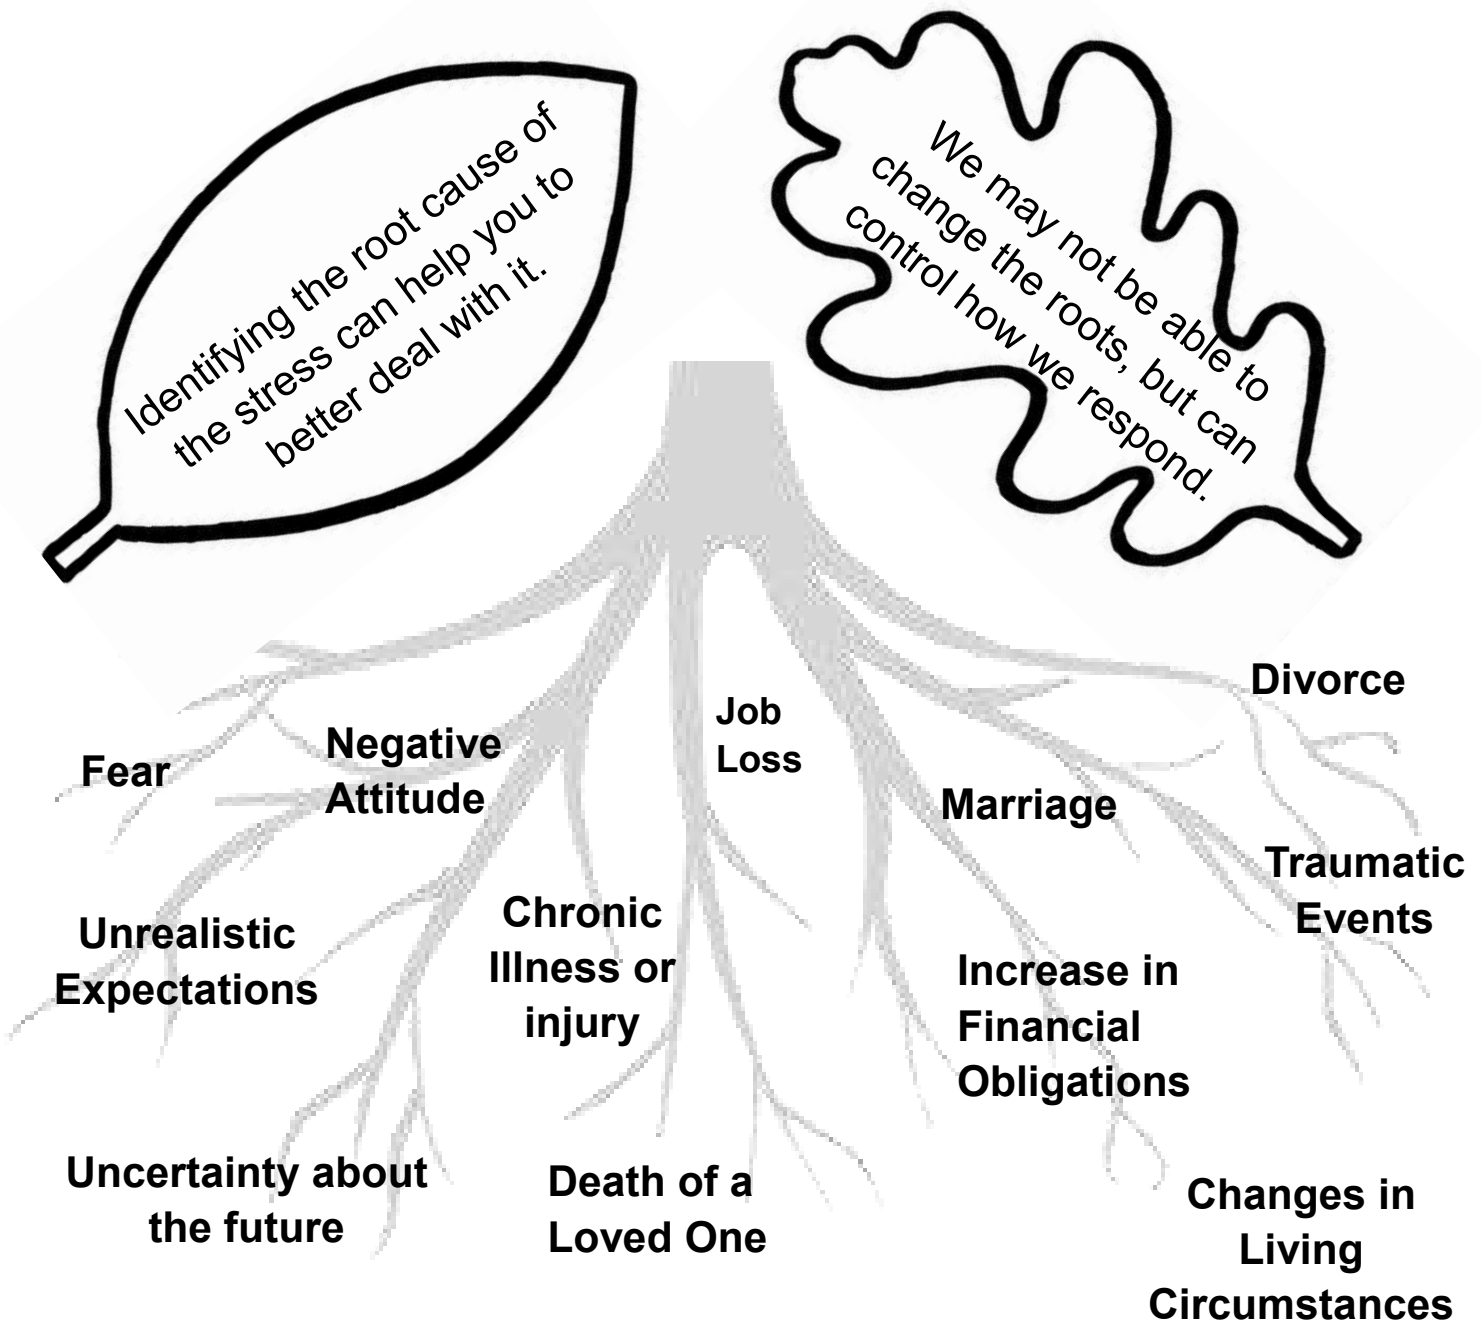 Identifying the root cause of
the stress can help you to
better deal with it.
We may not be able to
change the roots, but can
control how we respond.
Divorce
Job
Loss
Negative
Attitude
Fear
Marriage
Traumatic
Events
Chronic
Illness or
injury
Unrealistic
Expectations
Increase in
Financial
Obligations
Uncertainty about
the future
Death of a
Loved One
Changes in
Living
Circumstances